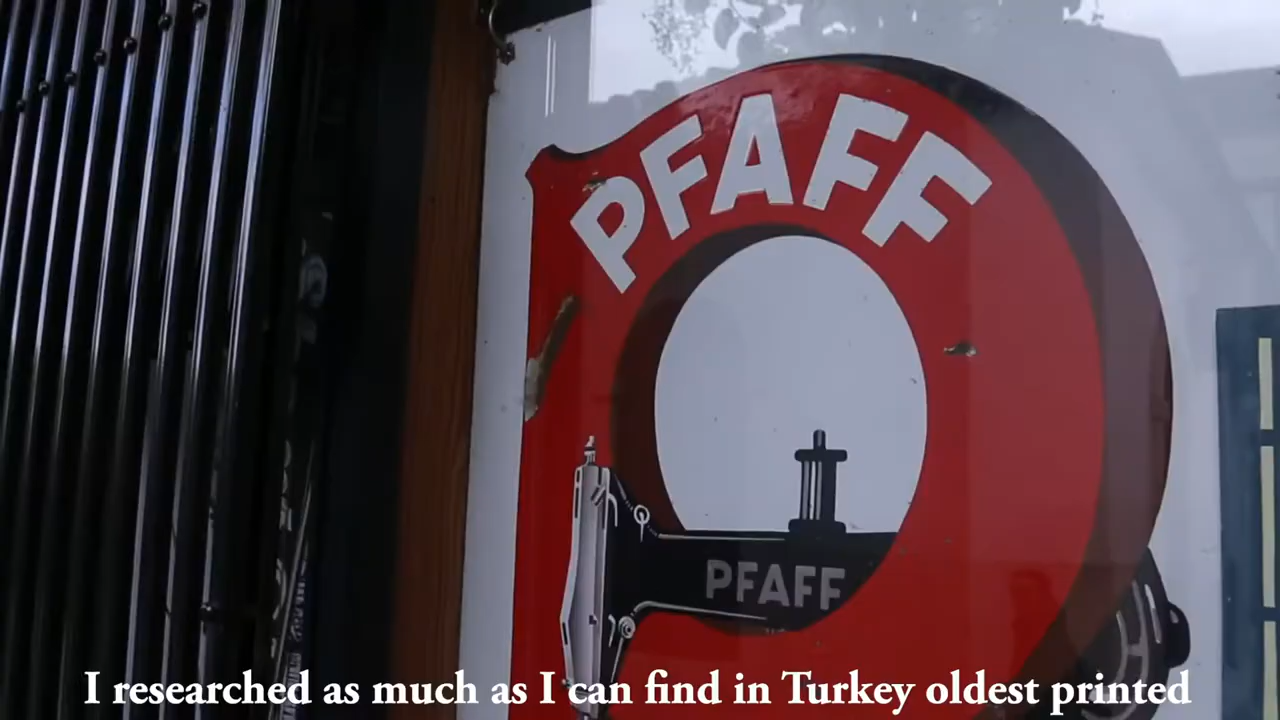 PFAFF
PFAFF
I researched as much as I can find in Turkey oldest printed